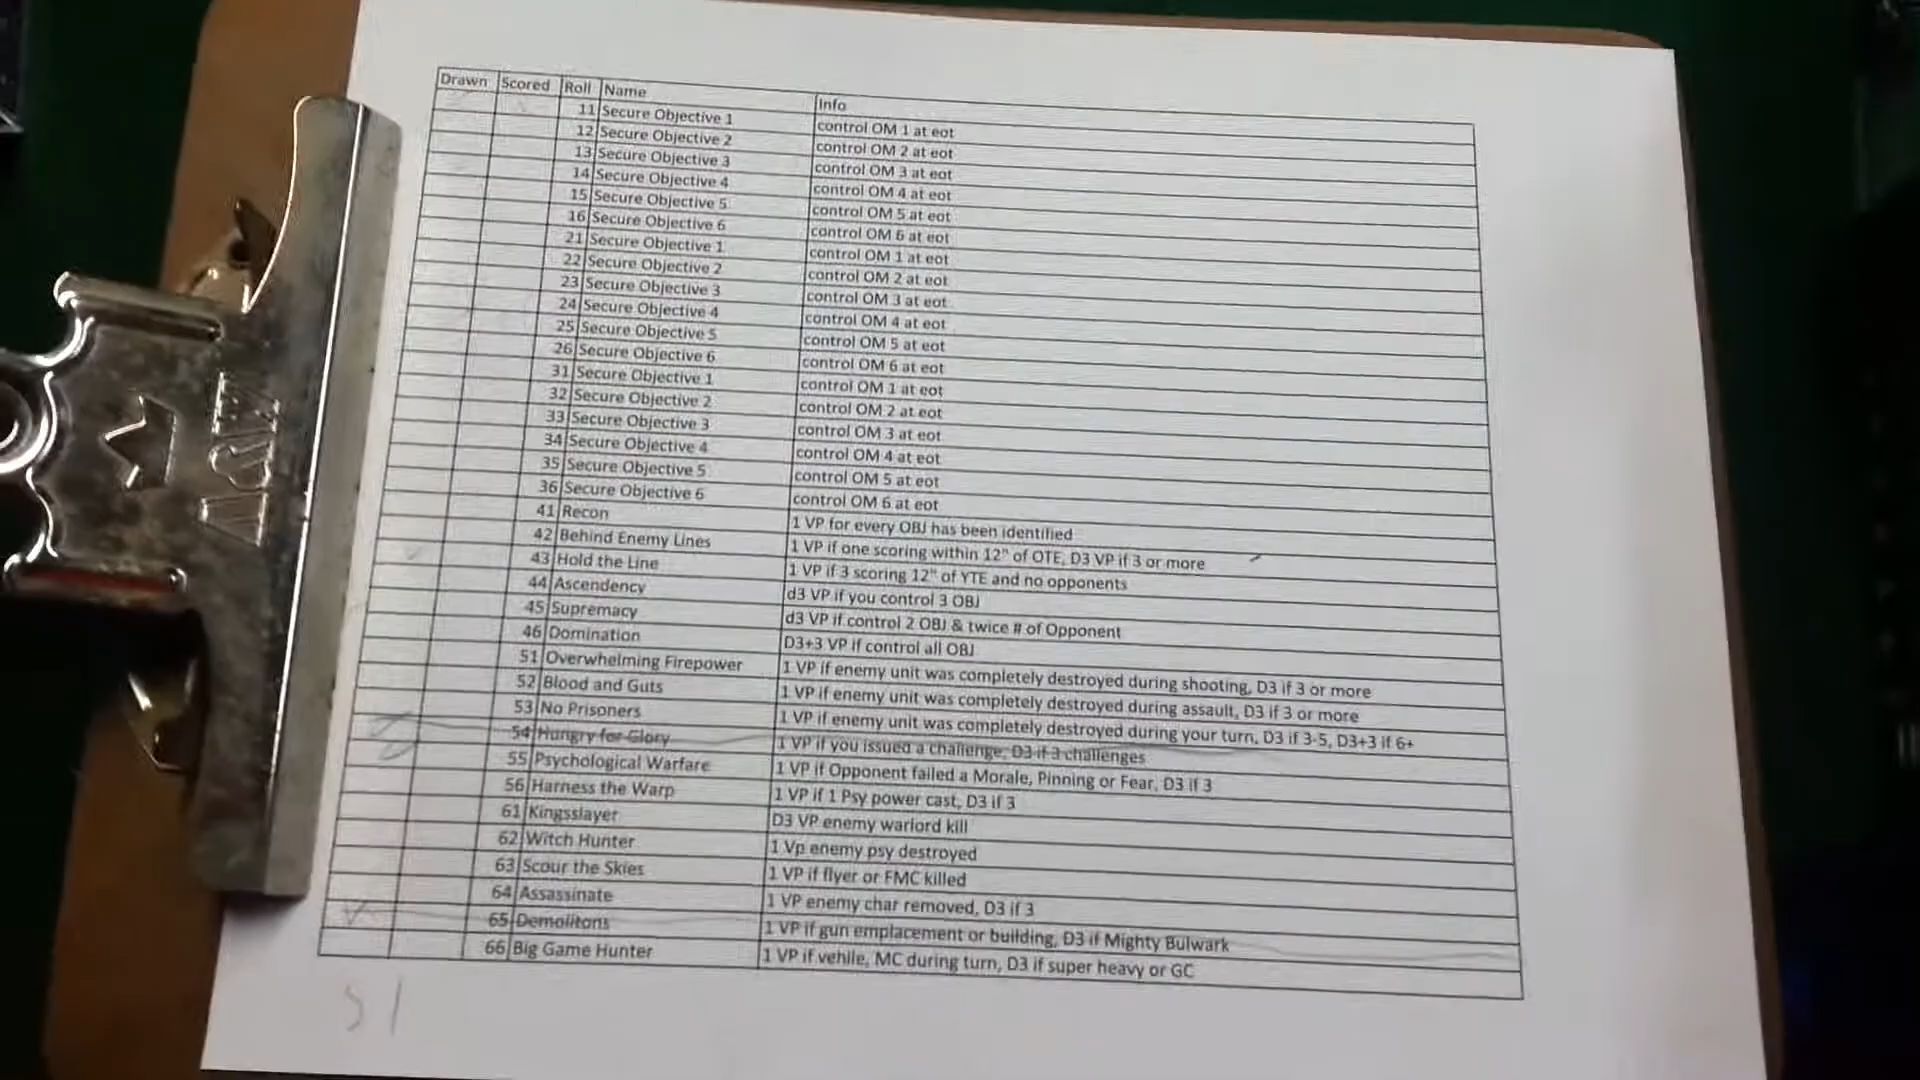 Drawn Scored Roll Name Info
11 Secure Objective 1 control OM 1 at eot
12 Secure Objective 2 control OM 2 at eot
13 Secure Objective 3 control OM 3 at eot
14 Secure Objective 4 control OM 4 at eot
15 Secure Objective 5 control OM 5 at eot
16 Secure Objective 6 control OM 6 at eot
21 Secure Objective 1 control OM 1 at eot
22 Secure Objective 2 control OM 2 at eot
23 Secure Objective 3 control OM 3 at eot
24 Secure Objective 4 control OM 4 at eot
25 Secure Objective 5 control OM 5 at eot
26 Secure Objective 6 control OM 6 at eot
31 Secure Objective 1 control OM 1 at eot
32 Secure Objective 2 control OM 2 at eot
33 Secure Objective 3 control OM 3 at eot
34 Secure Objective 4 control OM 4 at eot
35 Secure Objective 5 control OM 5 at eot
36 Secure Objective 6 control OM 6 at eot
41 Recon 1 VP for every OBJ has been identified
42 Behind Enemy Lines 1 VP if one scoring within 12" of OTE, D3 VP if 3 or more
43 Hold the Line 1 VP if 3 scoring 12" of YTE and no opponents
44 Ascendency d3 VP if you control 3 OBJ
45 Supremacy d3 VP if control 2 OBJ & twice # of Opponent
46 Domination D3+3 VP if control all OBJ
51 Overwhelming Firepower 1 VP if enemy unit was completely destroyed during shooting, D3 if 3 or more
52 Blood and Guts 1 VP if enemy unit was completely destroyed during assault, D3 if 3 or more
53 No Prisoners 1 VP if enemy unit was completely destroyed during your turn, D3 if 3-5, D3+3 if 6+
54 Hungry for Glory 1 VP if you issued a challenge, D3 if 3 challenges
55 Psychological Warfare 1 VP if Opponent failed a Morale, Pinning or Fear, D3 if 3
56 Harness the Warp 1 VP if 1 Psy power cast, D3 if 3
61 Kingsslayer D3 VP enemy warlord kill
62 Witch Hunter 1 Vp enemy psy destroyed
63 Scour the Skies 1 VP if flyer or FMC killed
64 Assassinate 1 VP enemy char removed, D3 if 3
65 Demolitons 1 VP if gun emplacement or building, D3 if Mighty Bulwark
66 Big Game Hunter 1 VP if vehile, MC during turn, D3 if super heavy or GC
51